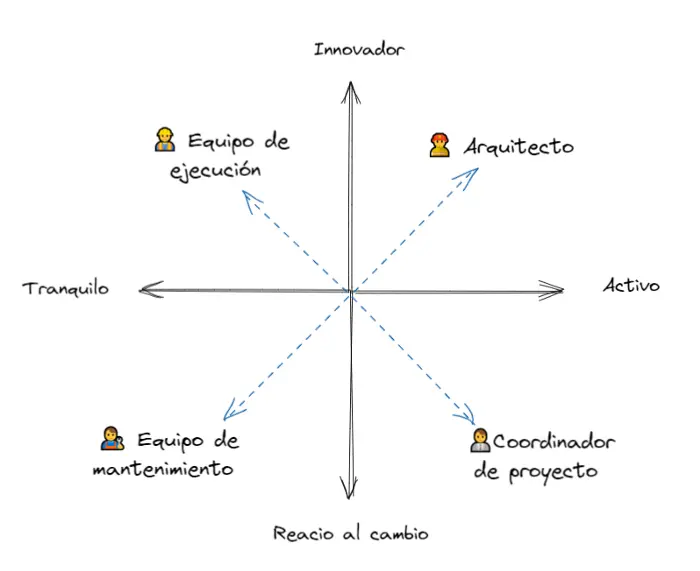 Innovador
Equipo de
ejecución
Arquitecto
Tranquilo
Activo
Equipo de
mantenimiento
Coordinador
de proyecto
Reacio al cambio